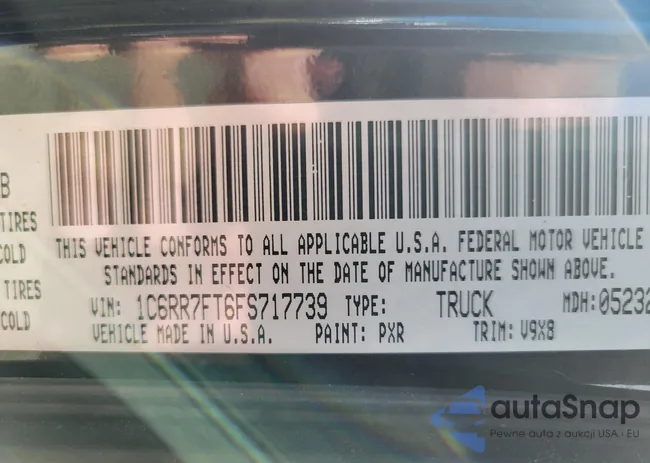 B
TIRES
COLD
TIRES
COLD
THIS VEHICLE CONFORMS TO ALL APPLICABLE U.S.A. FEDERAL MOTOR VEHICLE
STANDARDS IN EFFECT ON THE DATE OF MANUFACTURE SHOWN ABOVE.
VIN: 1C6RR7FT6FS717739 TYPE: TRUCK MDH: 05232
VEHICLE MADE IN U.S.A. PAINT: PXR TRIM: V9X8
autaSnap
Pewne auta z aukcji USA i EU